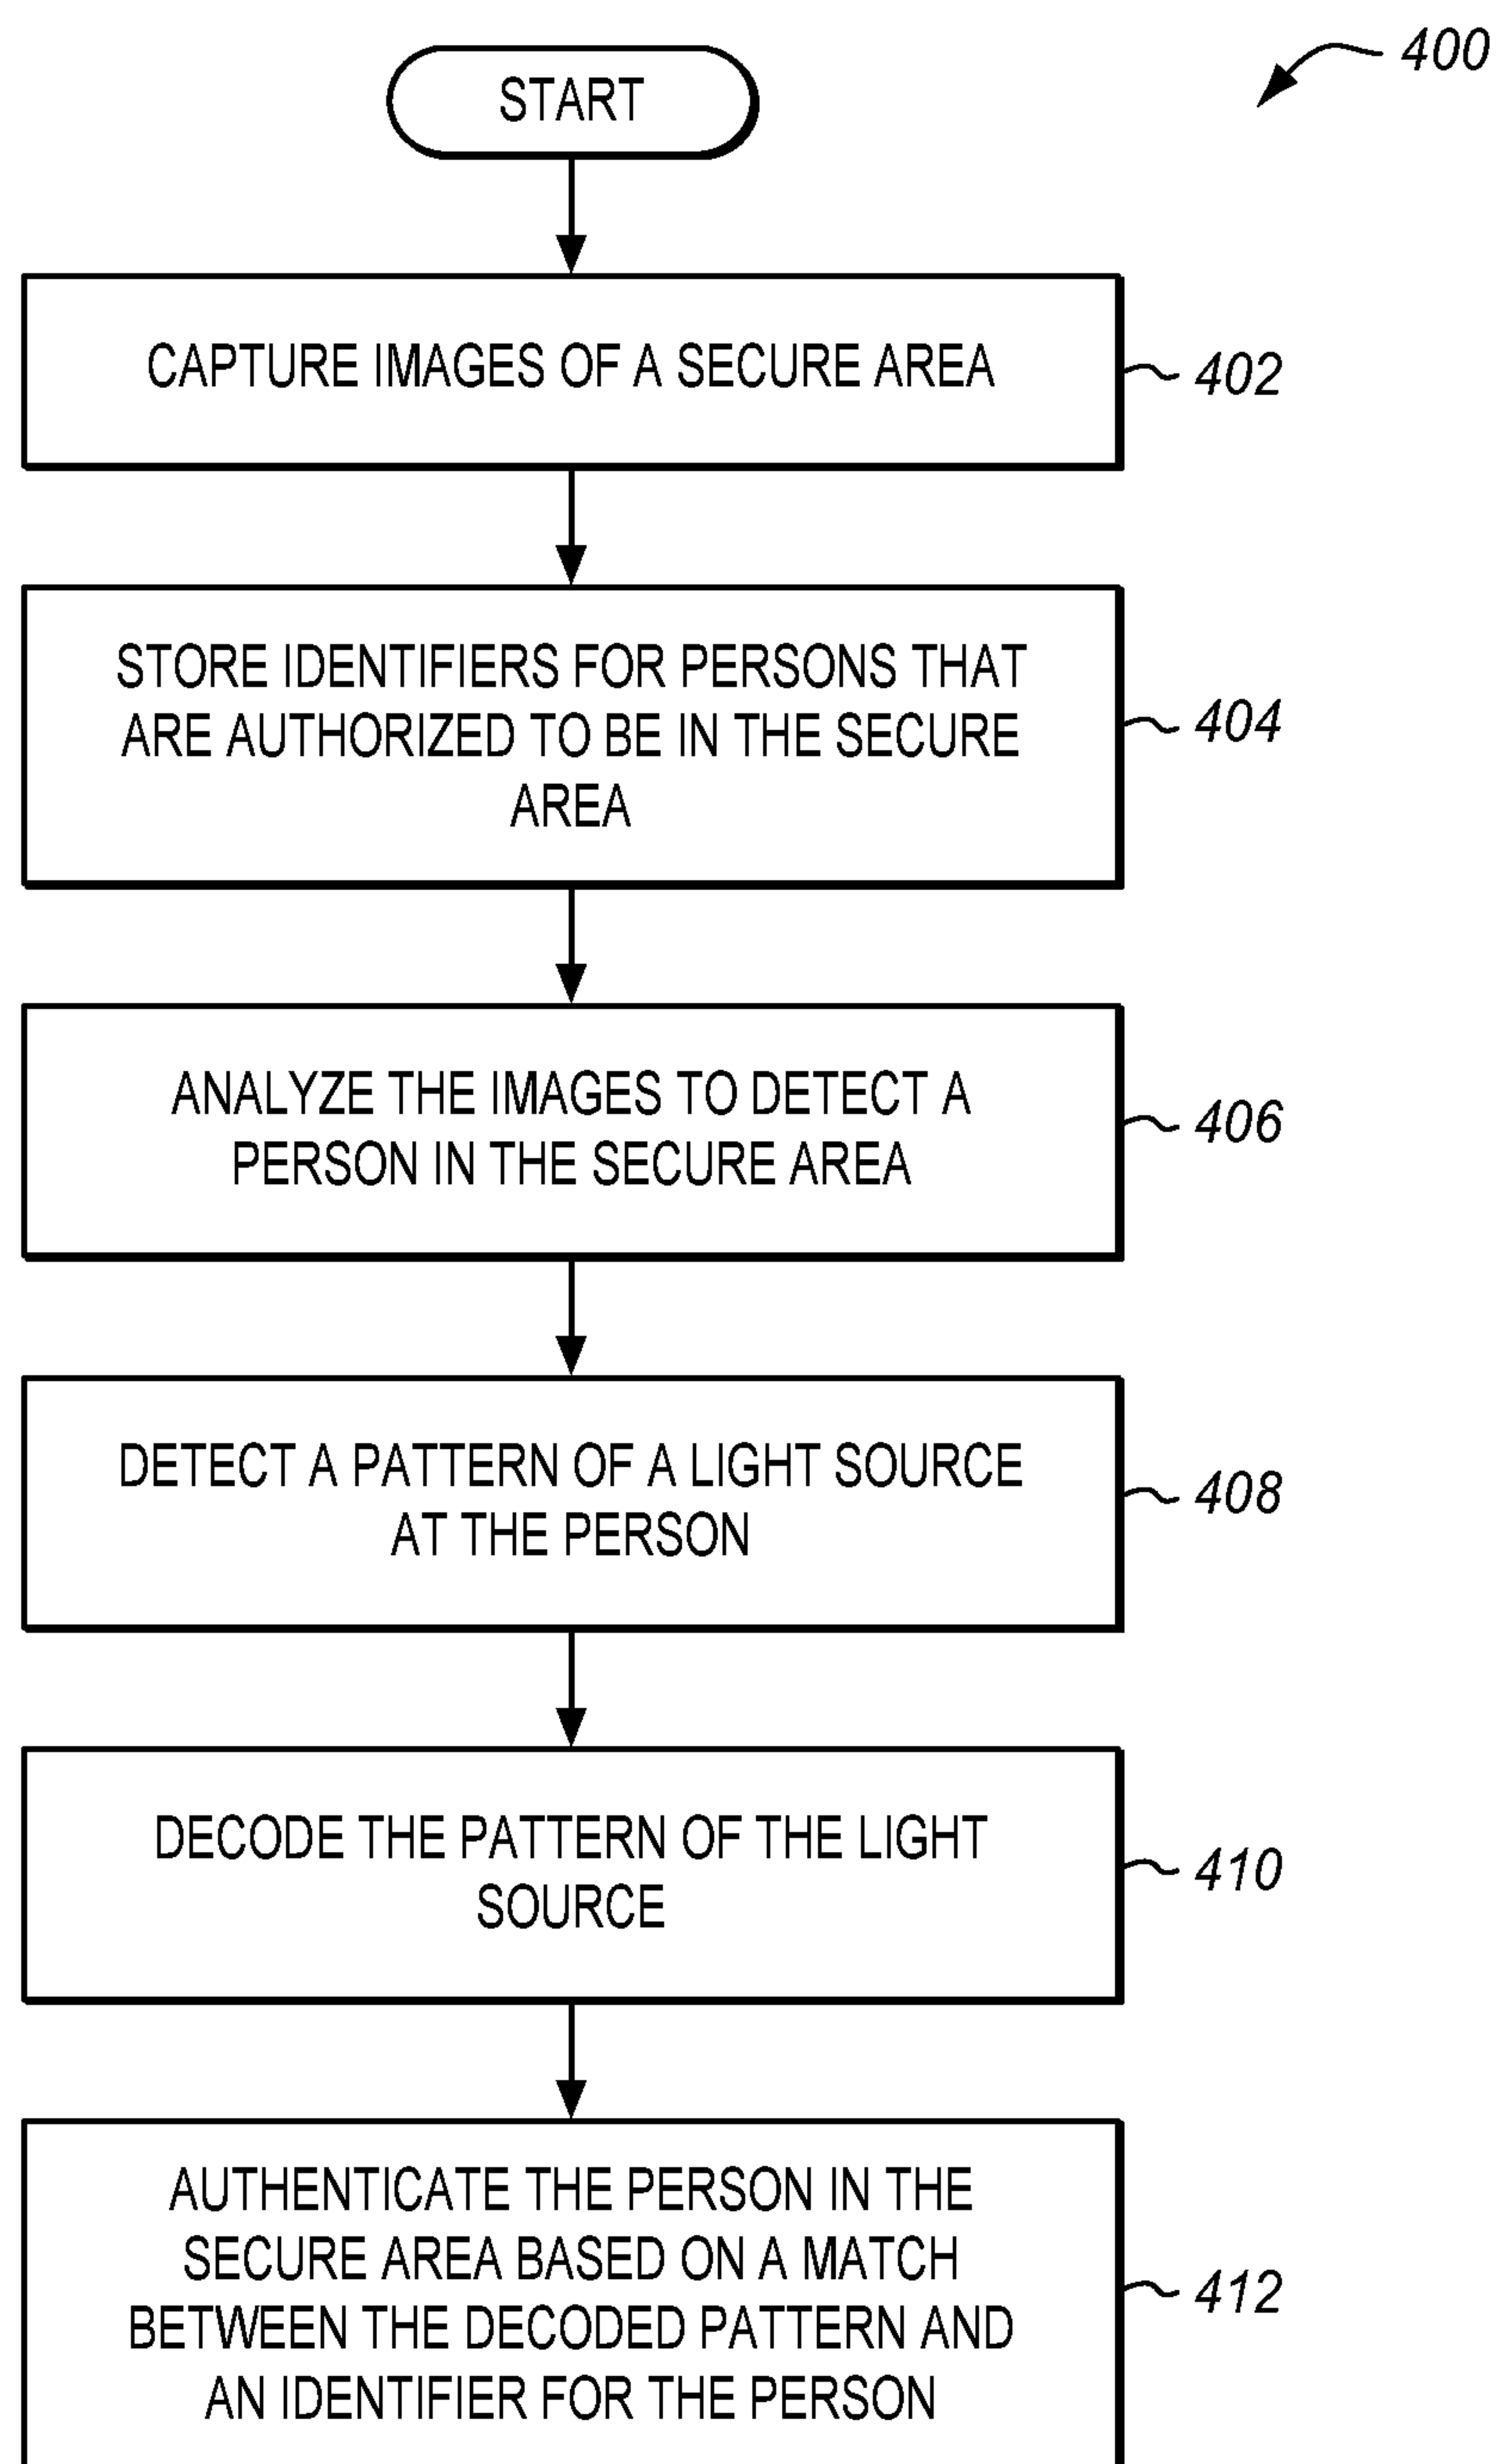 400
START
CAPTURE IMAGES OF A SECURE AREA
402
STORE IDENTIFIERS FOR PERSONS THAT
ARE AUTHORIZED TO BE IN THE SECURE
AREA
404
ANALYZE THE IMAGES TO DETECT A
PERSON IN THE SECURE AREA
406
DETECT A PATTERN OF A LIGHT SOURCE
AT THE PERSON
408
DECODE THE PATTERN OF THE LIGHT
SOURCE
410
AUTHENTICATE THE PERSON IN THE
SECURE AREA BASED ON A MATCH
BETWEEN THE DECODED PATTERN AND
AN IDENTIFIER FOR THE PERSON
412